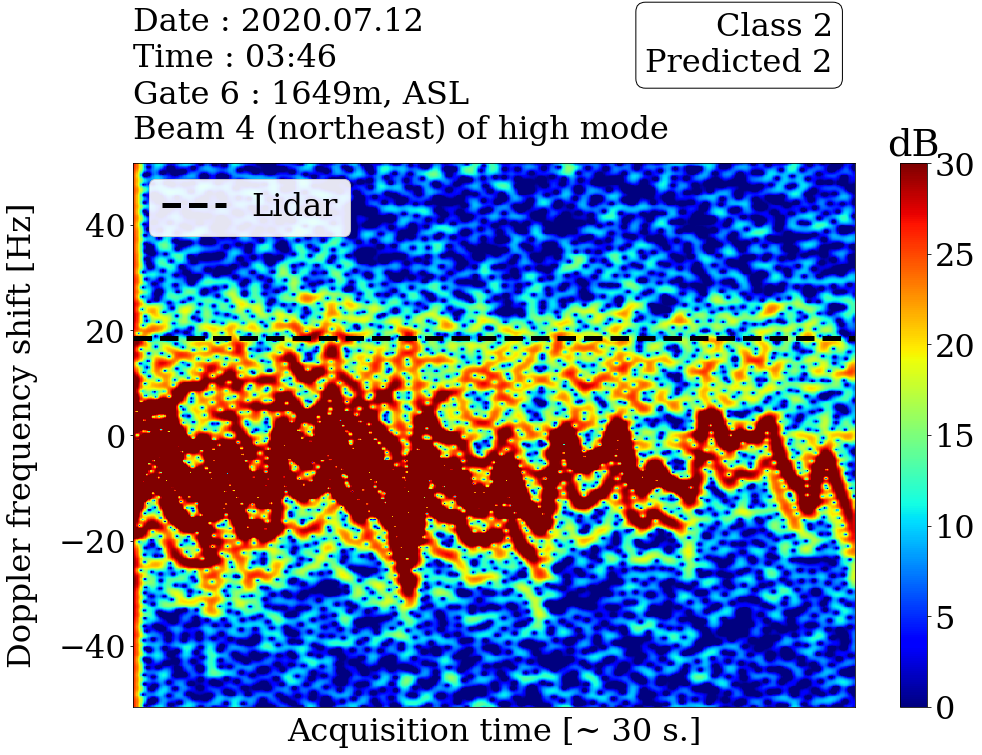 Date : 2020.07.12
Time : 03:46
Gate 6 : 1649m, ASL
Beam 4 (northeast) of high mode
Class 2
Predicted 2
dB
Lidar
Doppler frequency shift [Hz]
40
20
0
−20
−40
30
25
20
15
10
5
0
Acquisition time [~ 30 s.]